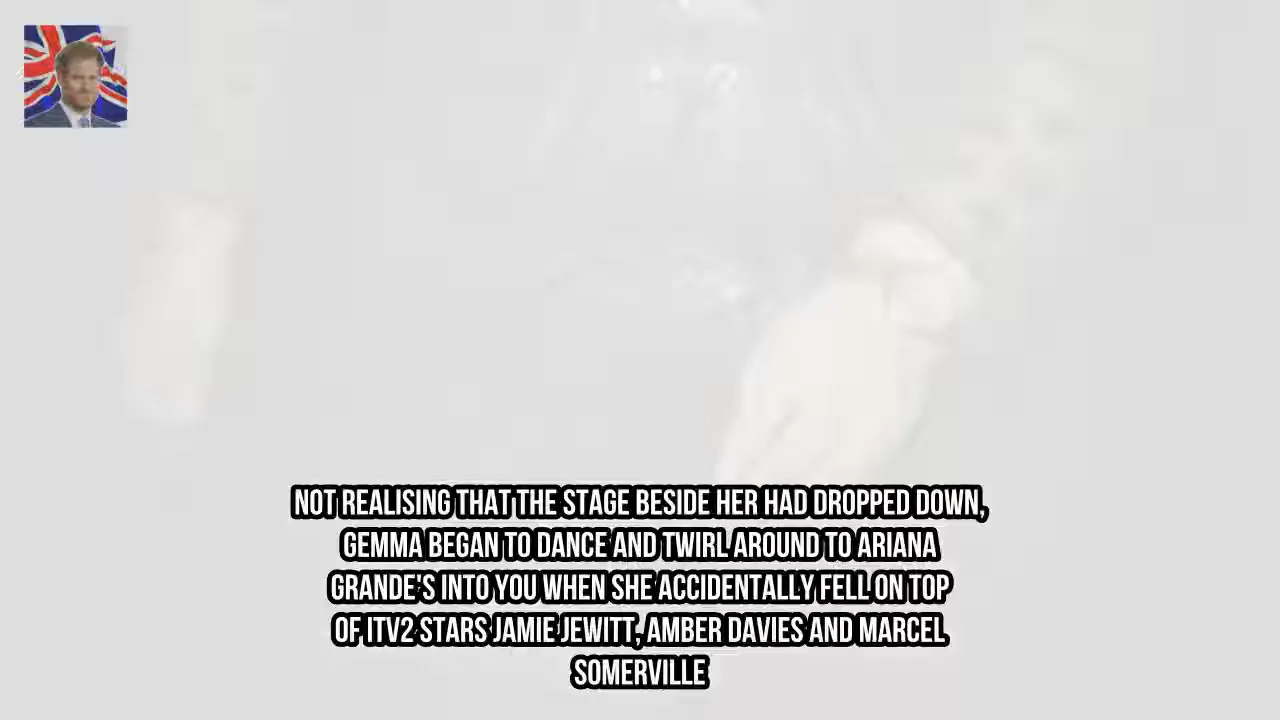 NOT REALISING THAT THE STAGE BESIDE HER HAD DROPPED DOWN,
GEMMA BEGAN TO DANCE AND TWIRL AROUND TO ARIANA
GRANDE'S INTO YOU WHEN SHE ACCIDENTALLY FELL ON TOP
OF ITV2 STARS JAMIE JEWITT, AMBER DAVIES AND MARCEL
SOMERVILLE